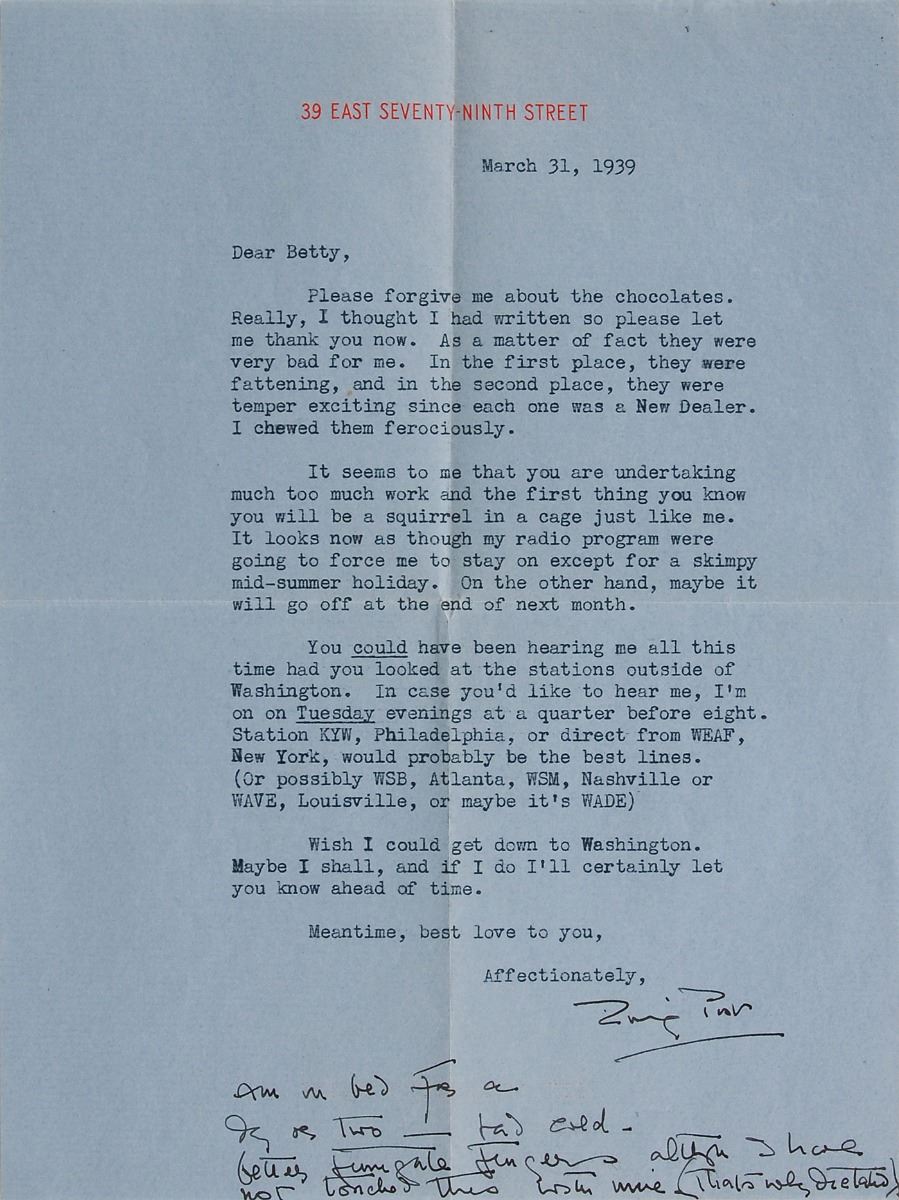 39 EAST SEVENTY-NINTH STREET
March 31, 1939
Dear Betty,
Please forgive me about the chocolates.
Really, I thought I had written so please let
me thank you now. As a matter of fact they were
very bad for me. In the first place, they were
fattening, and in the second place, they were
temper exciting since each one was a New Dealer.
I chewed them ferociously.
It seems to me that you are undertaking
much too much work and the first thing you know
you will be a squirrel in a cage just like me.
It looks now as though my radio program were
going to force me to stay on except for a skimpy
mid-summer holiday. On the other hand, maybe it
will go off at the end of next month.
You could have been hearing me all this
time had you looked at the stations outside of
Washington. In case you'd like to hear me, I'm
on on Tuesday evenings at a quarter before eight.
Station KYW, Philadelphia, or direct from WEAF,
New York, would probably be the best lines.
(Or possibly WSB, Atlanta, WSM, Nashville or
WAVE, Louisville, or maybe it's WADE)
Wish I could get down to Washington.
Maybe I shall, and if I do I'll certainly let
you know ahead of time.
Meantime, best love to you,
Affectionately,
Am in bed for a
day or two — bad cold -
better fumigate fingers altho I have
not touched this with mine (that's why dictated)